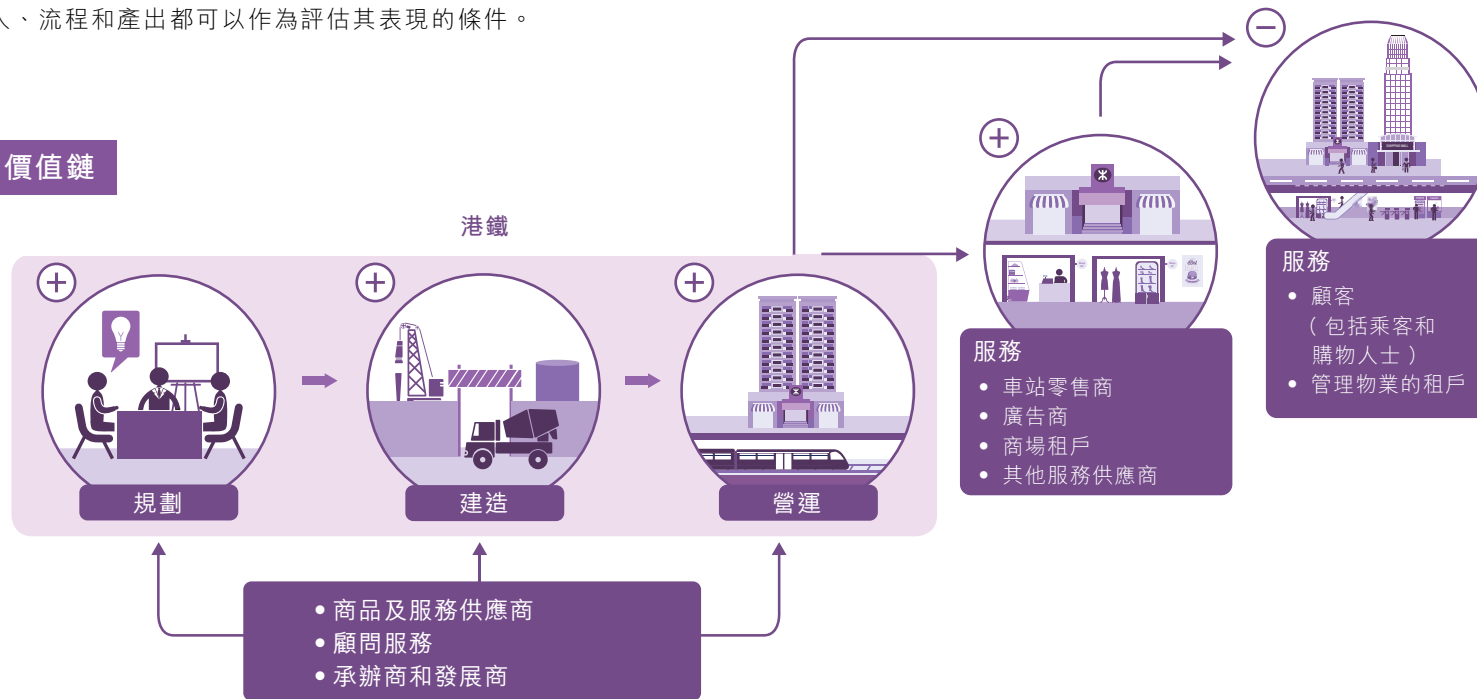 人、流程和產出都可以作為評估其表現的條件。
價值鏈
港鐵
規劃
建造
營運
• 商品及服務供應商
• 顧問服務
• 承辦商和發展商
服務
• 車站零售商
• 廣告商
• 商場租戶
• 其他服務供應商
SHOPPING MALL
服務
• 顧客
（包括乘客和
購物人士）
• 管理物業的租戶